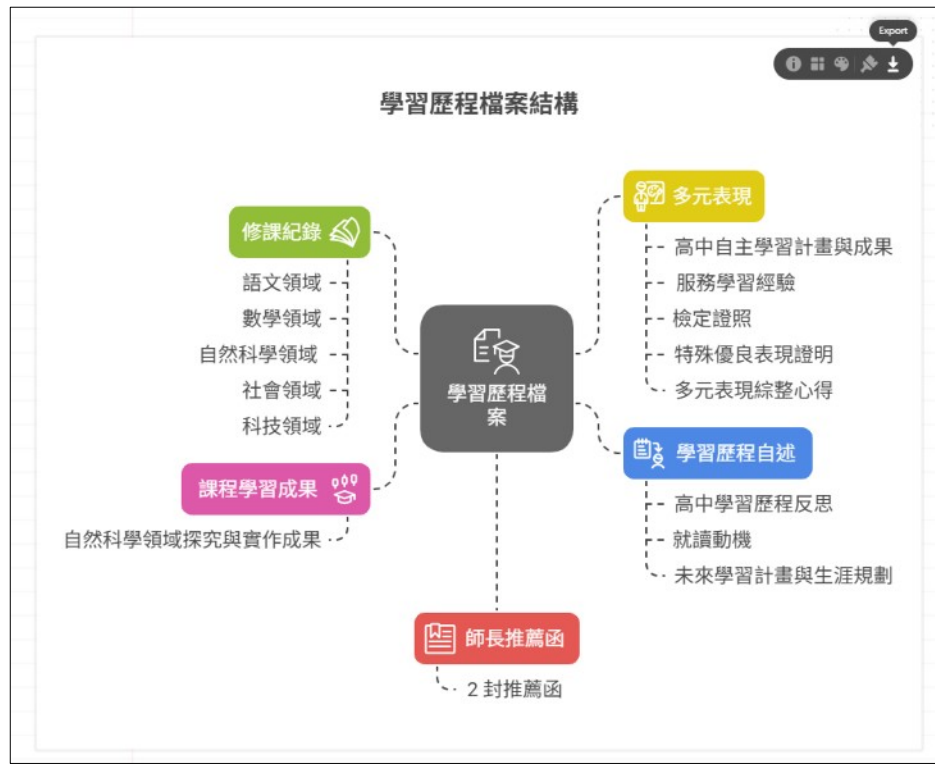 Export
學習歷程檔案結構
修課紀錄
語文領域
數學領域
自然科學領域
社會領域
科技領域
課程學習成果
自然科學領域探究與實作成果
學習歷程檔
案
多元表現
高中自主學習計畫與成果
服務學習經驗
檢定證照
特殊優良表現證明
多元表現綜整心得
學習歷程自述
高中學習歷程反思
就讀動機
未來學習計畫與生涯規劃
師長推薦函
2 封推薦函